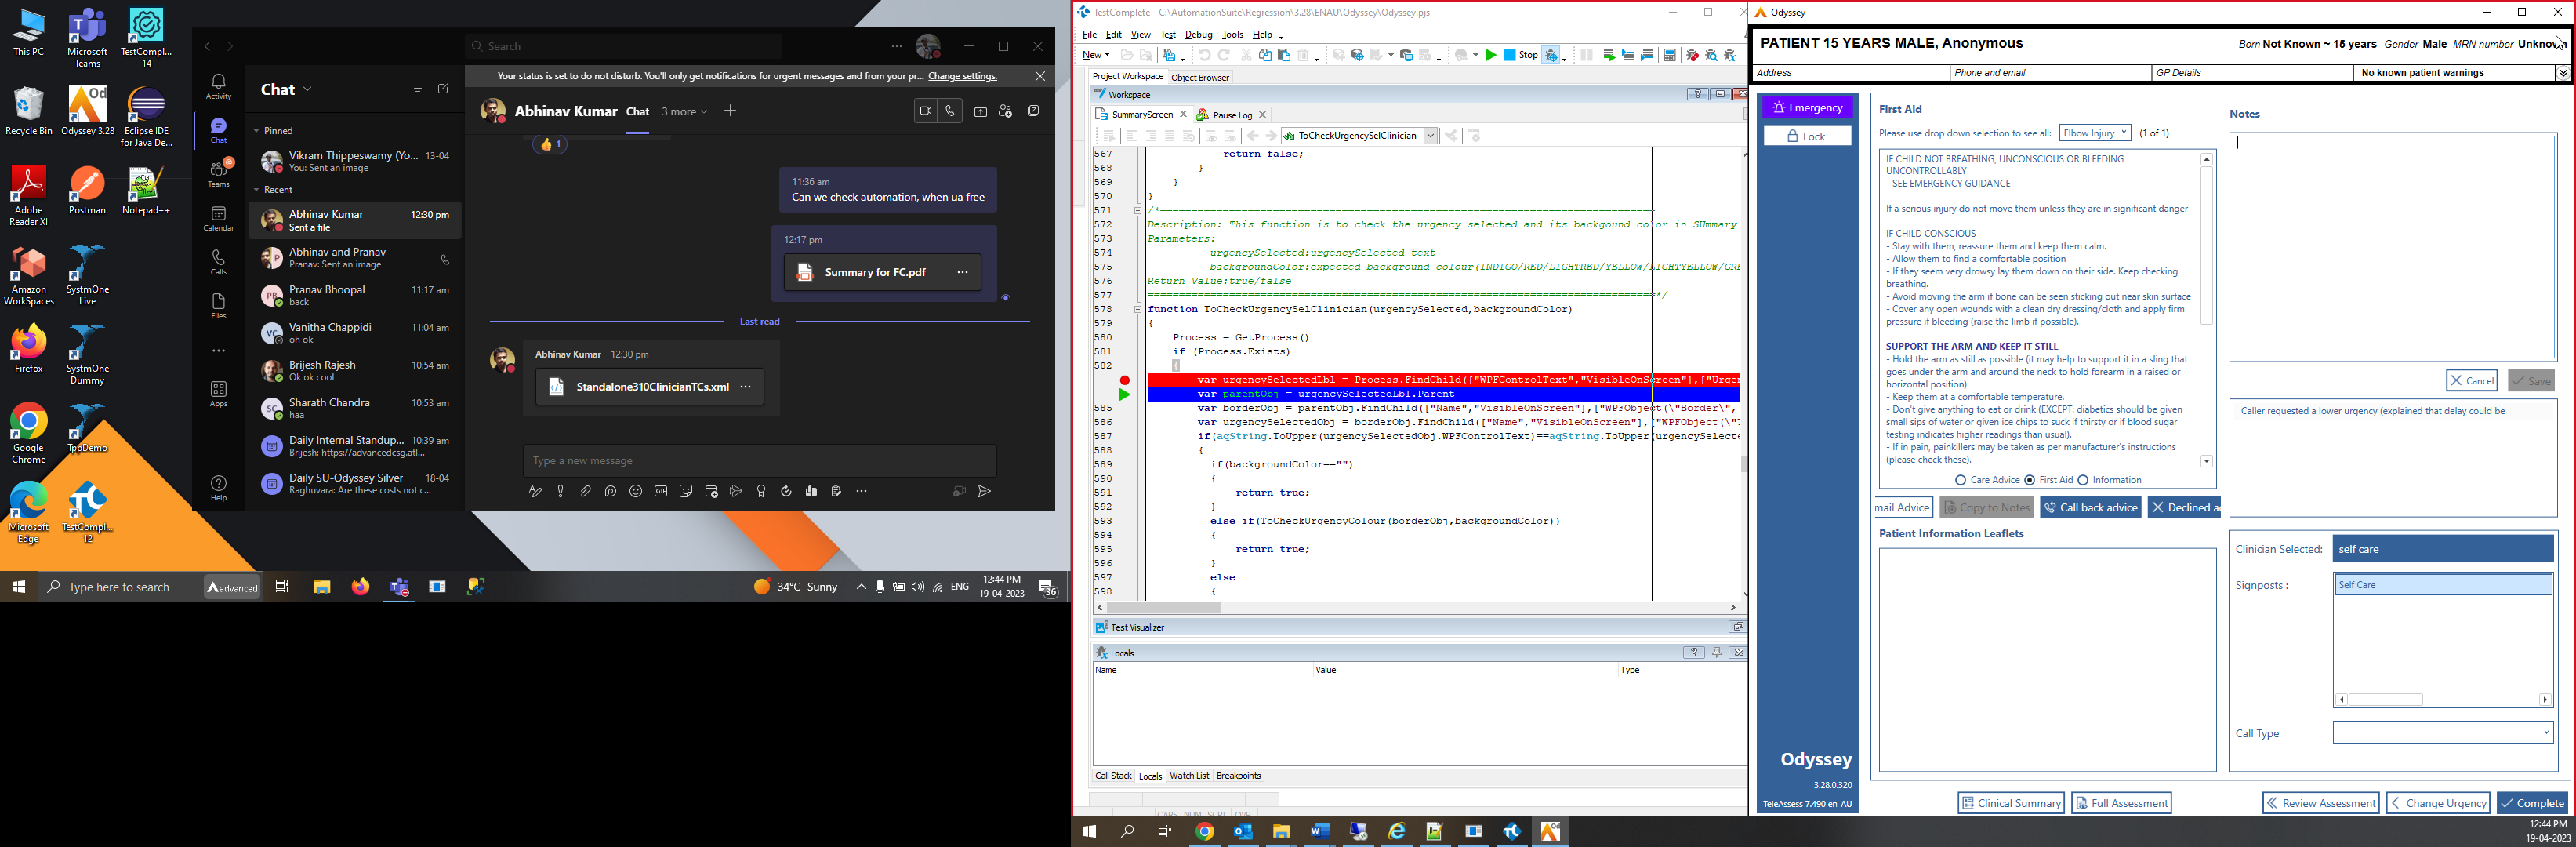 This PC
Microsoft Teams
TestCompl... 14
Recycle Bin
Odyssey 3.28
Eclipse IDE for Java De...
Adobe Reader XI
Postman
Notepad++
Amazon WorkSpaces
SystmOne Live
Firefox
SystmOne Dummy
Google Chrome
TppDemo
Microsoft Edge
TestCompl... 12
Search
Activity
Chat
Teams
Calendar
Calls
Files
Apps
Help
Chat
Pinned
Vikram Thippeswamy (Yo... 13-04
You: Sent an image
Recent
Abhinav Kumar 12:30 pm
Sent a file
Abhinav and Pranav
Pranav: Sent an image
Pranav Bhoopal 11:17 am
back
Vanitha Chappidi 11:04 am
oh ok
Brijesh Rajesh 10:54 am
Ok ok cool
Sharath Chandra 10:53 am
haa
Daily Internal Standup... 10:39 am
Brijesh: https://advancedcsg.atl...
Daily SU-Odyssey Silver 18-04
Raghuvara: Are these costs not c...
Your status is set to do not disturb. You'll only get notifications for urgent messages and from your pr... Change settings.
Abhinav Kumar Chat 3 more
1
11:36 am
Can we check automation, when ua free
12:17 pm
Summary for FC.pdf
Last read
Abhinav Kumar 12:30 pm
Standalone310ClinicianTCs.xml
Type a new message
Type here to search
advanced
34°C Sunny
ENG
12:44 PM
19-04-2023
36
TestComplete - C:\AutomationSuite\Regression\3.28\ENAU\Odyssey\Odyssey.pjs
File Edit View Test Debug Tools Help
New
Stop
Project Workspace Object Browser
Workspace
SummaryScreen Pause Log
ToCheckUrgencySelClinician
567 return false;
568 }
569 }
570 }
571 /*==============================
572 Description: This function is to check the urgency selected and its backgound color in SUmmary
573 Parameters:
574 urgencySelected:urgencySelected text
575 backgroundColor:expected background colour(INDIGO/RED/LIGHTRED/YELLOW/LIGHTYELLOW/GRE
576 Return Value:true/false
577 ==============================*/
578 function ToCheckUrgencySelClinician(urgencySelected,backgroundColor)
579 {
580 Process = GetProcess()
581 if (Process.Exists)
582 {
var urgencySelectedLbl = Process.FindChild(["WPFControlText","VisibleOnScreen"],["Urgen
var parentObj = urgencySelectedLbl.Parent
585 var borderObj = parentObj.FindChild(["Name","VisibleOnScreen"],["WPFObject(\"Border\",
586 var urgencySelectedObj = borderObj.FindChild(["Name","VisibleOnScreen"],["WPFObject(\"T
587 if(aqString.ToUpper(urgencySelectedObj.WPFControlText)==aqString.ToUpper(urgencySelecte
588 {
589 if(backgroundColor=="")
590 {
591 return true;
592 }
593 else if(ToCheckUrgencyColour(borderObj,backgroundColor))
594 {
595 return true;
596 }
597 else
598 {
Test Visualizer
Locals
Name Value Type
Call Stack Locals Watch List Breakpoints
CAPS NUM SCRL OVR
Odyssey
PATIENT 15 YEARS MALE, Anonymous
Born Not Known ~ 15 years Gender Male MRN number Unknown
Address Phone and email GP Details No known patient warnings
Emergency
Lock
First Aid
Please use drop down selection to see all: Elbow Injury (1 of 1)
IF CHILD NOT BREATHING, UNCONSCIOUS OR BLEEDING
UNCONTROLLABLY
- SEE EMERGENCY GUIDANCE
If a serious injury do not move them unless they are in significant danger
IF CHILD CONSCIOUS
- Stay with them, reassure them and keep them calm.
- Allow them to find a comfortable position
- If they seem very drowsy lay them down on their side. Keep checking
breathing.
- Avoid moving the arm if bone can be seen sticking out near skin surface
- Cover any open wounds with a clean dry dressing/cloth and apply firm
pressure if bleeding (raise the limb if possible).
SUPPORT THE ARM AND KEEP IT STILL
- Hold the arm as still as possible (it may help to support it in a sling that
goes under the arm and around the neck to hold forearm in a raised or
horizontal position)
- Keep them at a comfortable temperature.
- Don't give anything to eat or drink (EXCEPT: diabetics should be given
small sips of water or given ice chips to suck if thirsty or if blood sugar
testing indicates higher readings than usual).
- If in pain, painkillers may be taken as per manufacturer's instructions
(please check these).
Care Advice First Aid Information
mail Advice Copy to Notes Call back advice Declined a
Patient Information Leaflets
Notes
Cancel Save
Caller requested a lower urgency (explained that delay could be
Clinician Selected: self care
Signposts : Self Care
Call Type
Odyssey
3.28.0.320
TeleAssess 7.490 en-AU
Clinical Summary Full Assessment Review Assessment Change Urgency Complete
12:44 PM
19-04-2023